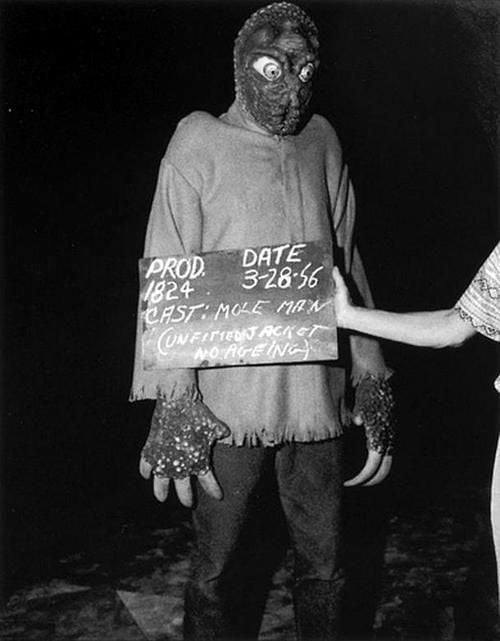 PROD. DATE
1824 3-28-56
CAST: MOLE MAN
(UNFITTED JACKET
NO AGEING)